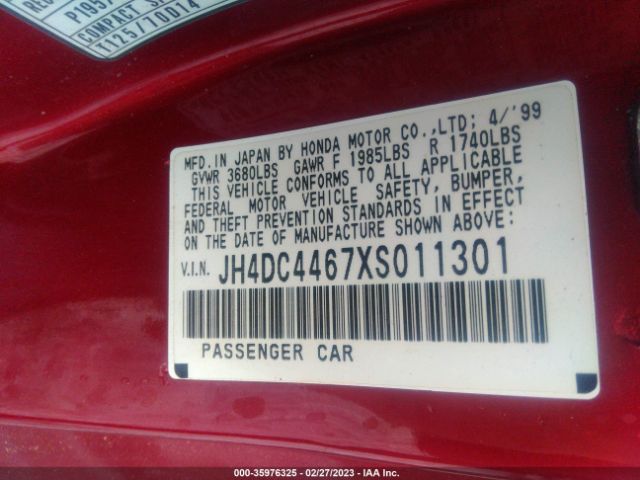 P195/
COMPACT S
T125/70D14
MFD. IN JAPAN BY HONDA MOTOR CO.,LTD; 4/'99
GVWR 3680LBS GAWR F 1985LBS R 1740LBS
THIS VEHICLE CONFORMS TO ALL APPLICABLE
FEDERAL MOTOR VEHICLE SAFETY, BUMPER,
AND THEFT PREVENTION STANDARDS IN EFFECT
ON THE DATE OF MANUFACTURE SHOWN ABOVE:
V.I.N. JH4DC4467XS011301
PASSENGER CAR
000-35976325 - 02/27/2023 - IAA Inc.